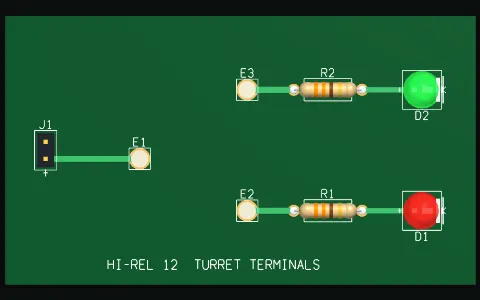 E3
R2
D2
J1
E1
+
E2
R1
D1
HI-REL 12 TURRET TERMINALS